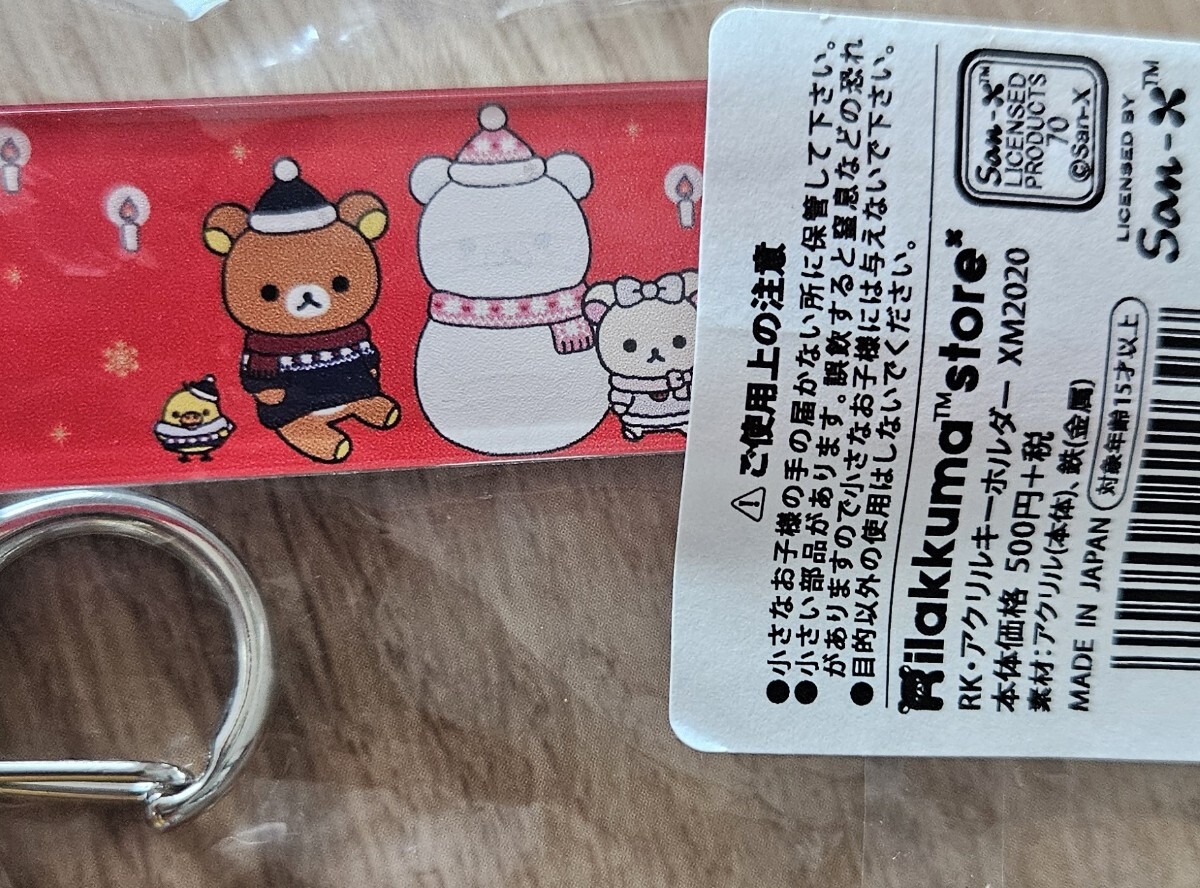 ⚠ご使用上の注意
●小さなお子様の手の届かない所に保管して下さい。
●小さい部品があります。誤飲すると窒息などの恐れ
がありますので小さなお子様には与えないで下さい。
●目的以外の使用はしないでください。
Rilakkuma™store
RK・アクリルキーホルダー XM2020
本体価格 500円+税
素材:アクリル(本体)、鉄(金属)
MADE IN JAPAN
対象年齢15才以上
San-X™
LICENSED
PRODUCTS
70
©San-X
LICENSED BY
San-X™